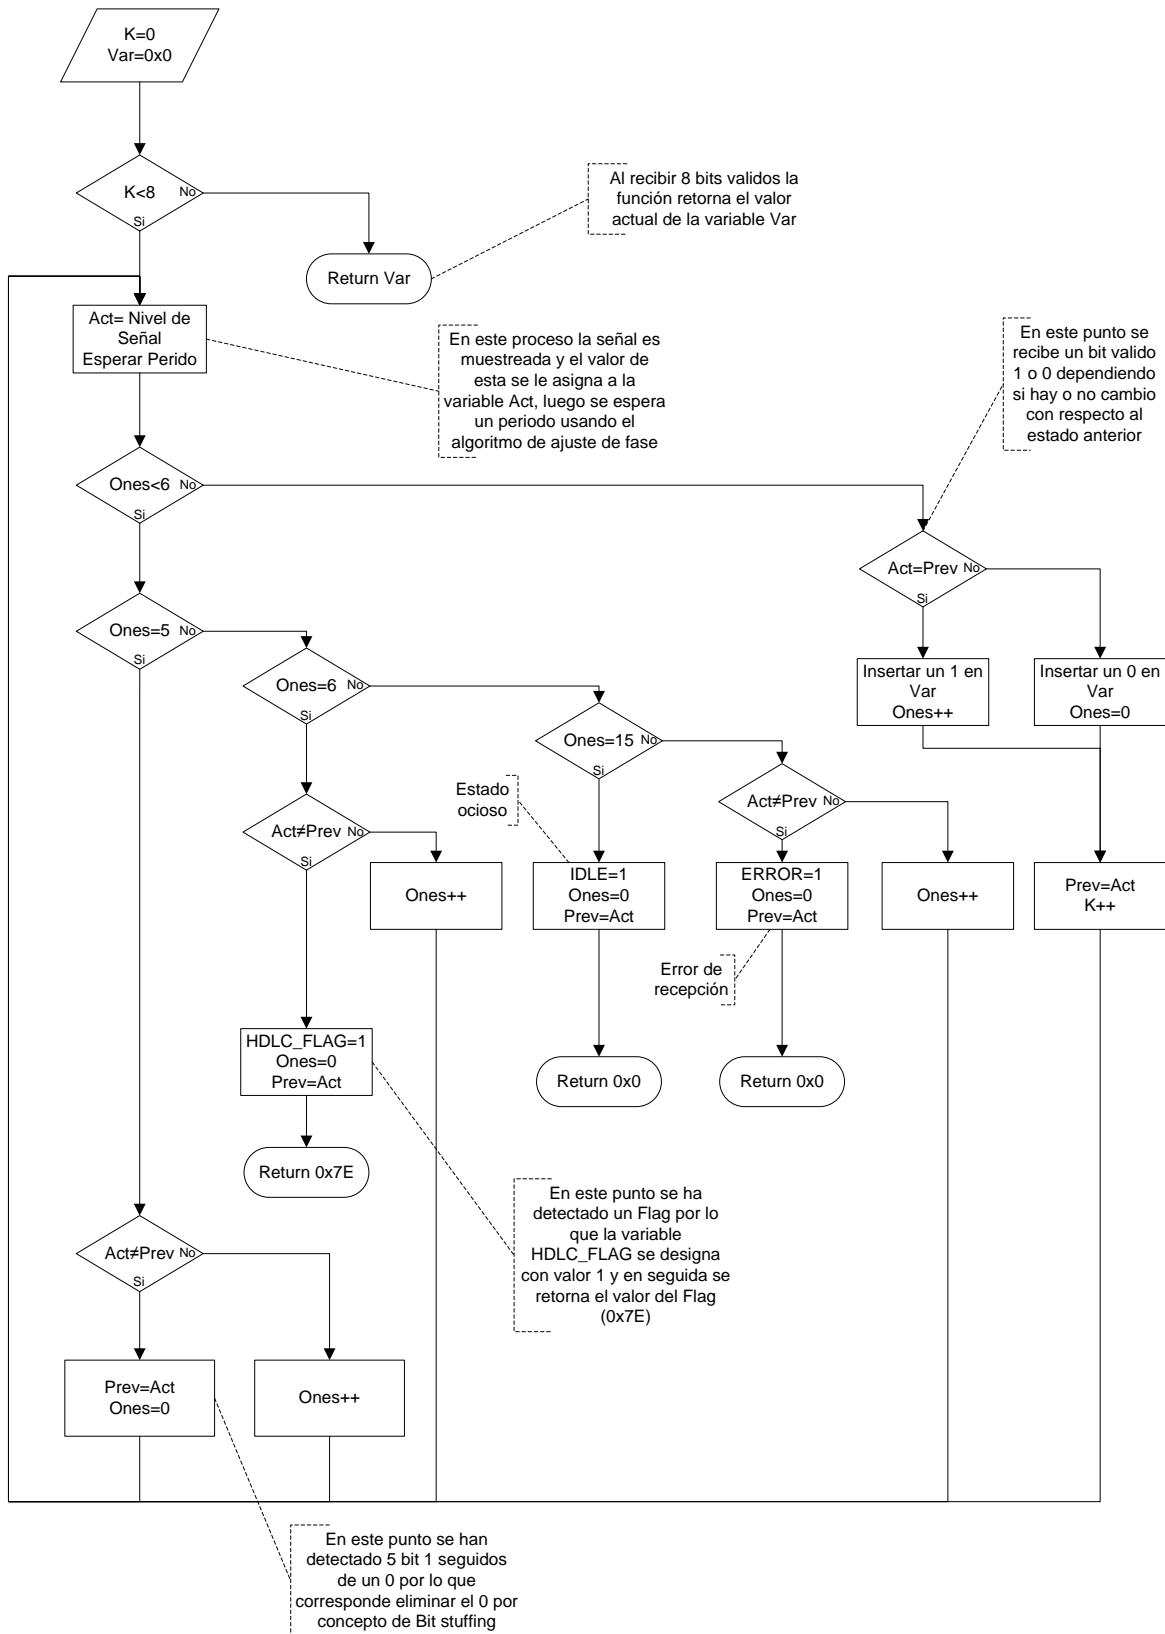 K=0
Var=0x0
K<8
No
Si
Return Var
Al recibir 8 bits validos la
función retorna el valor
actual de la variable Var
Act= Nivel de
Señal
Esperar Perido
En este proceso la señal es
muestreada y el valor de
esta se le asigna a la
variable Act, luego se espera
un periodo usando el
algoritmo de ajuste de fase
En este punto se
recibe un bit valido
1 o 0 dependiendo
si hay o no cambio
con respecto al
estado anterior
Ones<6
No
Si
Act=Prev
No
Si
Ones=5
No
Si
Ones=6
No
Si
Insertar un 1 en
Var
Ones++
Insertar un 0 en
Var
Ones=0
Ones=15
No
Si
Estado
ocioso
Act≠Prev
No
Si
Act≠Prev
No
Si
Ones++
IDLE=1
Ones=0
Prev=Act
ERROR=1
Ones=0
Prev=Act
Ones++
Prev=Act
K++
Error de
recepción
HDLC_FLAG=1
Ones=0
Prev=Act
Return 0x0
Return 0x0
Return 0x7E
En este punto se ha
detectado un Flag por lo
que la variable
HDLC_FLAG se designa
con valor 1 y en seguida se
retorna el valor del Flag
(0x7E)
Act≠Prev
No
Si
Prev=Act
Ones=0
Ones++
En este punto se han
detectado 5 bit 1 seguidos
de un 0 por lo que
corresponde eliminar el 0 por
concepto de Bit stuffing